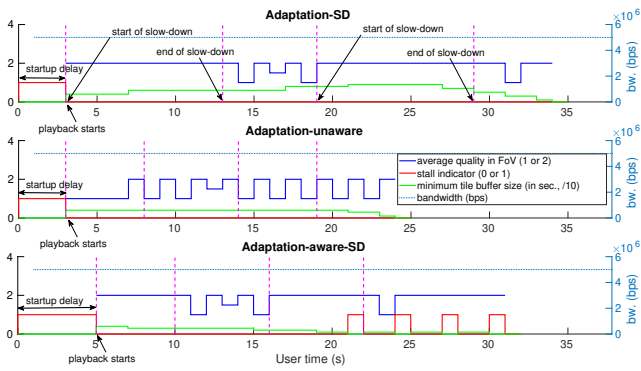 Adaptation-SD
×10^6
4
2
0
startup delay
start of slow-down
end of slow-down
start of slow-down
end of slow-down
playback starts
6
4
2
0
bw. (bps)
0 5 10 15 20 25 30 35
Adaptation-unaware
×10^6
4
2
0
startup delay
playback starts
average quality in FoV (1 or 2)
stall indicator (0 or 1)
minimum tile buffer size (in sec., /10)
bandwidth (bps)
6
4
2
0
bw. (bps)
0 5 10 15 20 25 30 35
Adaptation-aware-SD
×10^6
4
2
0
startup delay
playback starts
6
4
2
0
bw. (bps)
0 5 10 15 20 25 30 35
User time (s)